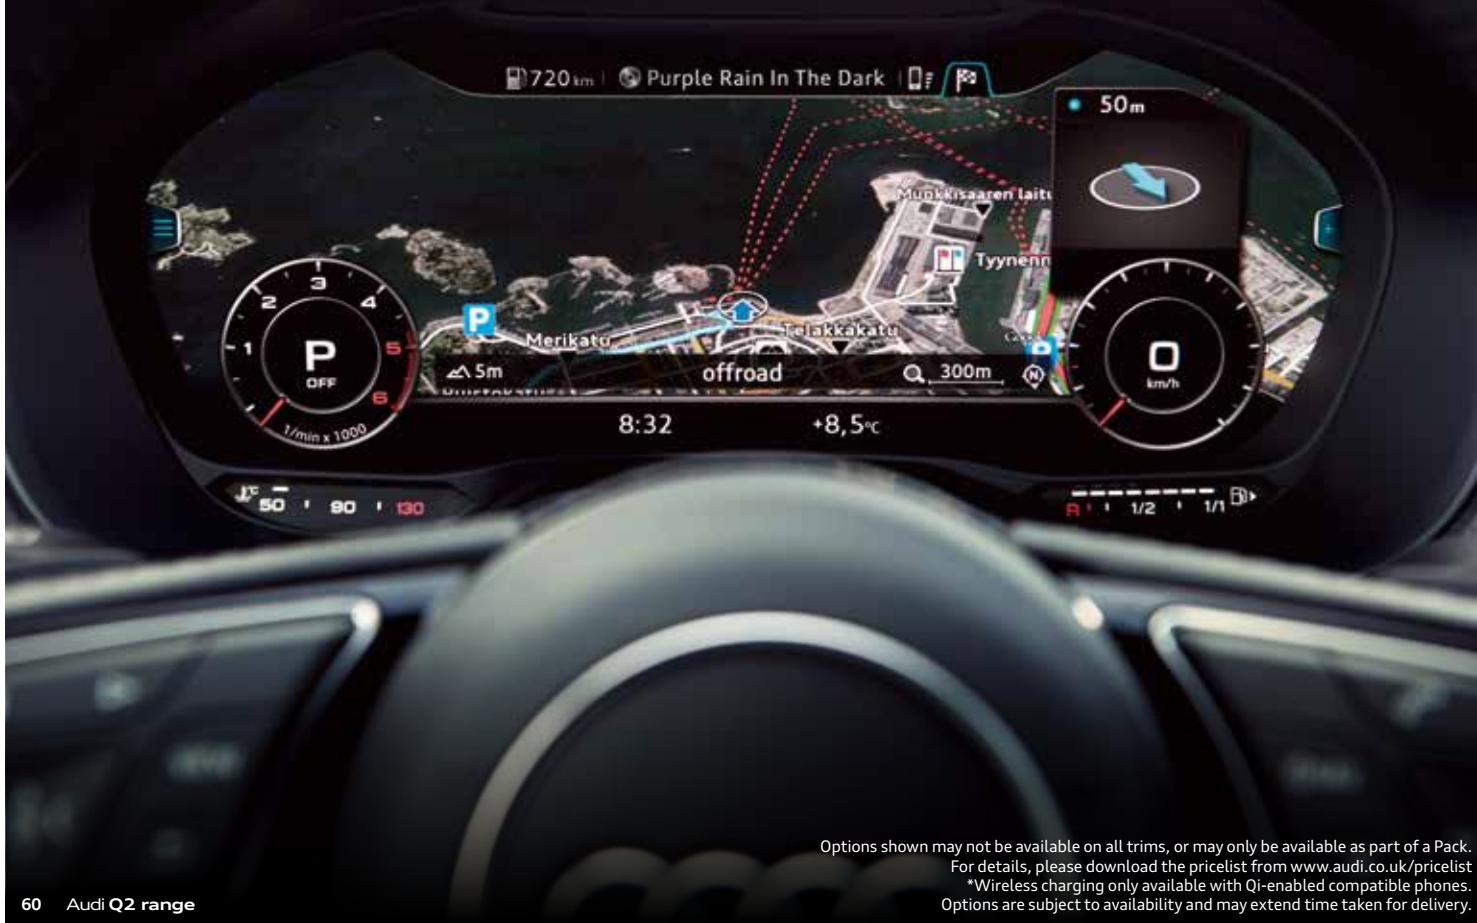 720 km Purple Rain In The Dark
50 m
Munkkisaaren laitu
Tyynenn
Merikatu
Telakkakatu
P
P
5m offroad 300m N
8:32 +8,5°C
1 2 3 4 5 6
P
OFF
1/min x 1000
0
km/h
°C 50 90 130
R 1/2 1/1
Options shown may not be available on all trims, or may only be available as part of a Pack.
For details, please download the pricelist from www.audi.co.uk/pricelist
*Wireless charging only available with Qi-enabled compatible phones.
Options are subject to availability and may extend time taken for delivery.
60 Audi Q2 range